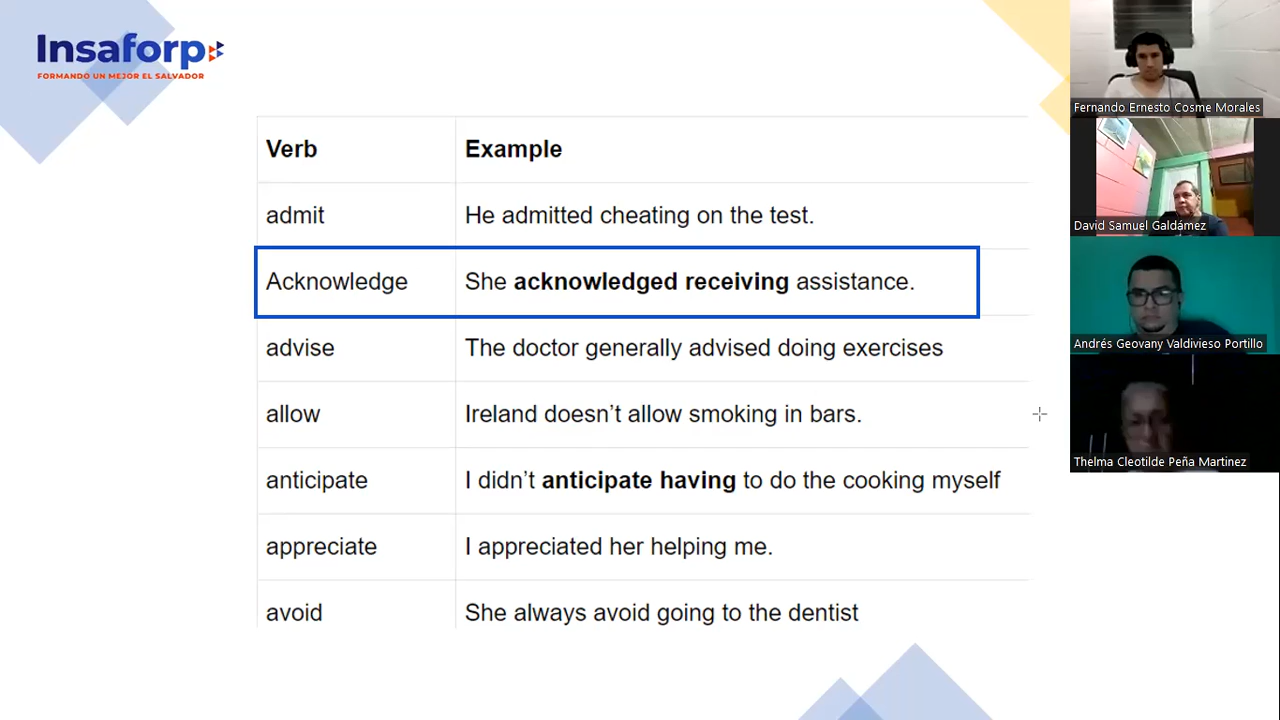 Insaforp
FORMANDO UN MEJOR EL SALVADOR
Verb Example
admit He admitted cheating on the test.
Acknowledge She acknowledged receiving assistance.
advise The doctor generally advised doing exercises
allow Ireland doesn’t allow smoking in bars.
anticipate I didn’t anticipate having to do the cooking myself
appreciate I appreciated her helping me.
avoid She always avoid going to the dentist
Fernando Ernesto Cosme Morales
David Samuel Galdámez
Andrés Geovany Valdivieso Portillo
Thelma Cleotilde Peña Martinez